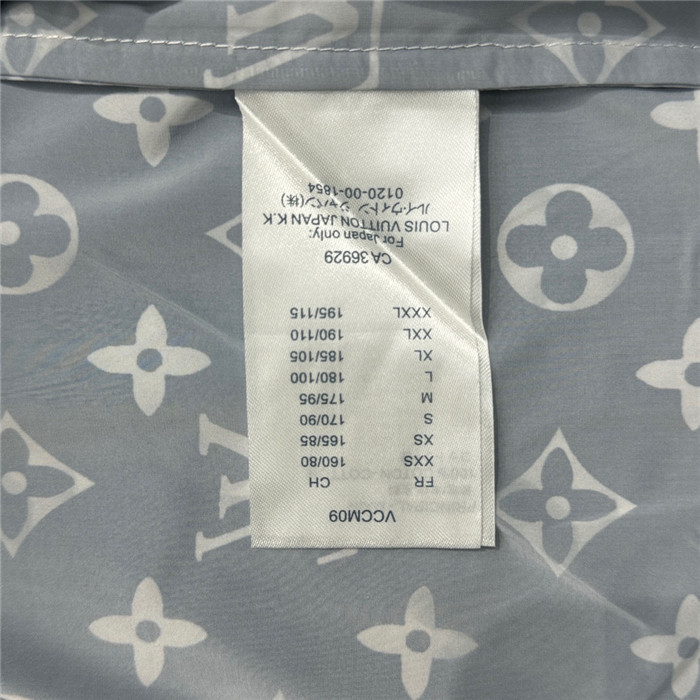 VCCM09
FR CH
XXS 160/80
XS 165/85
S 170/90
M 175/95
L 180/100
XL 185/105
XXL 190/110
XXXL 195/115
CA 36929
For Japan only:
LOUIS VUITTON JAPAN K.K
ルイ・ヴィトン ジャパン(株)
0120-00-1854